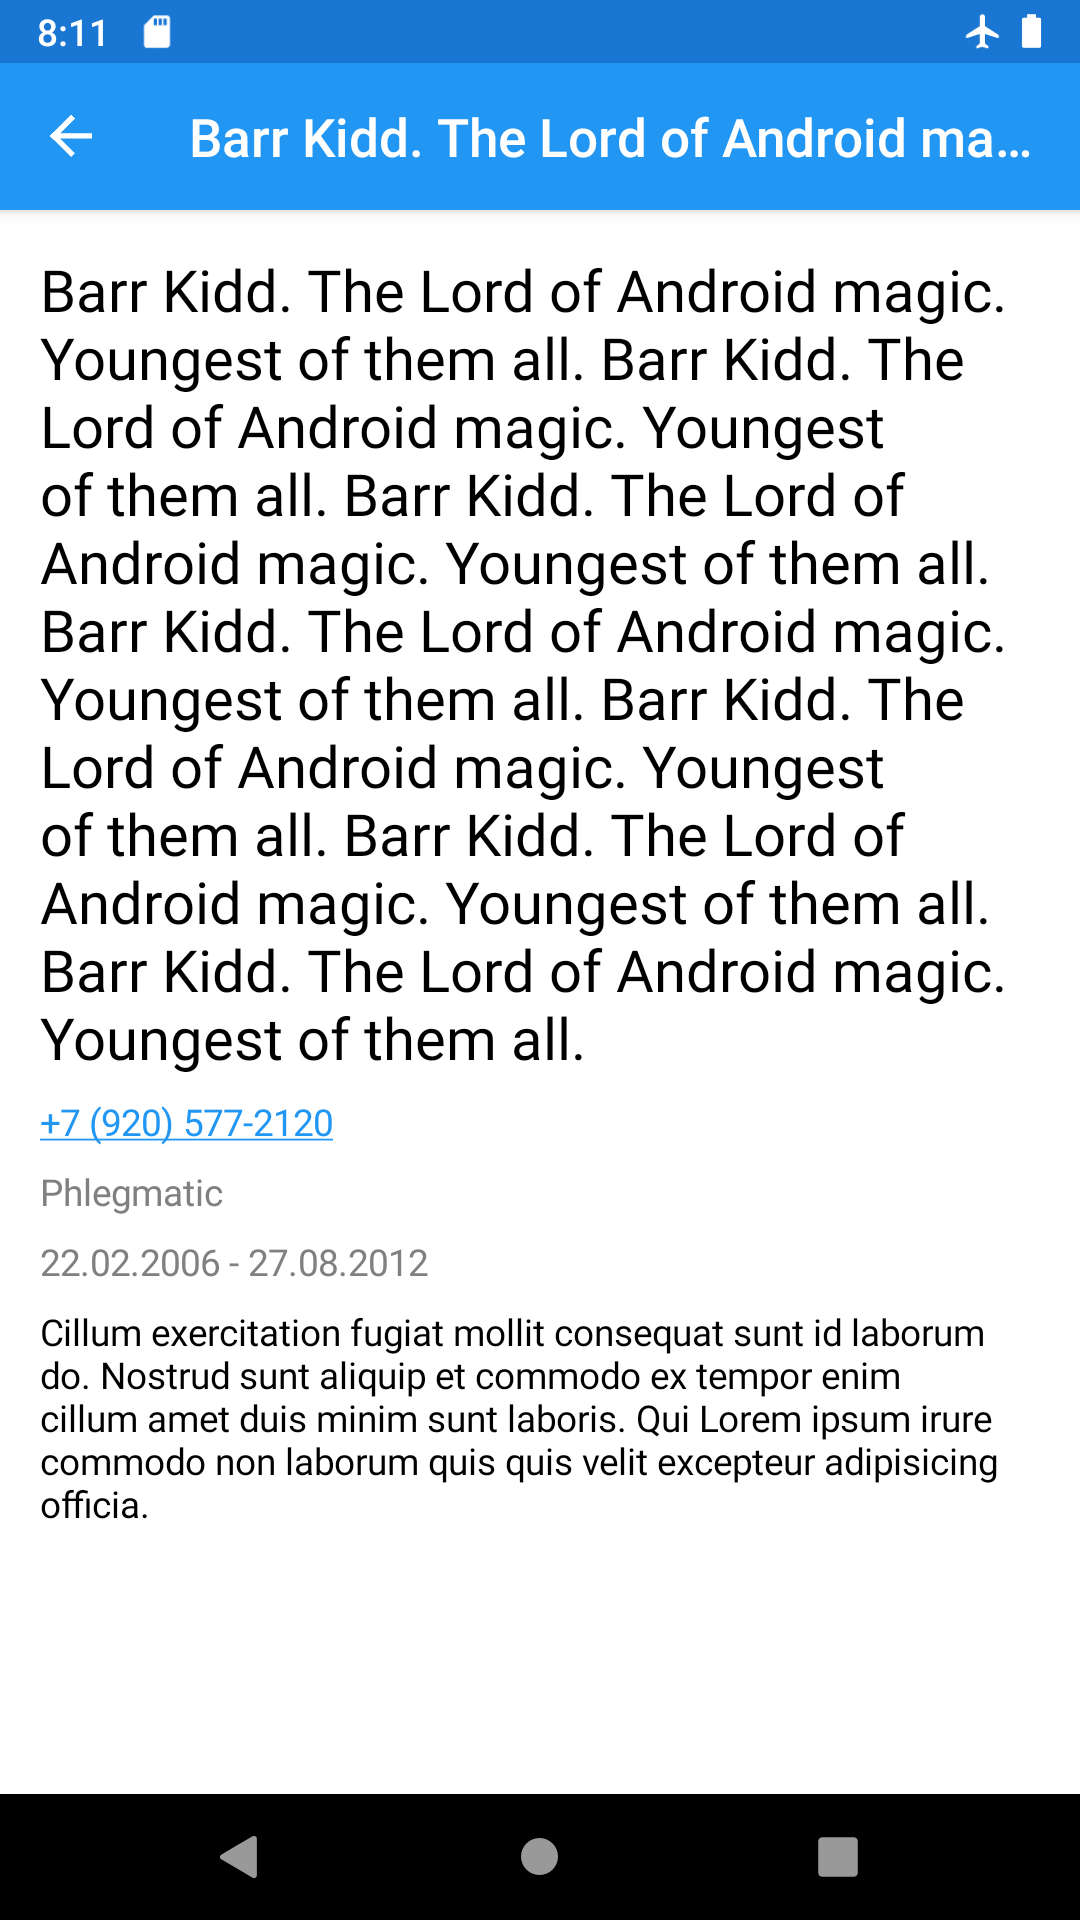 8:11
Barr Kidd. The Lord of Android ma...
Barr Kidd. The Lord of Android magic.
Youngest of them all. Barr Kidd. The
Lord of Android magic. Youngest
of them all. Barr Kidd. The Lord of
Android magic. Youngest of them all.
Barr Kidd. The Lord of Android magic.
Youngest of them all. Barr Kidd. The
Lord of Android magic. Youngest
of them all. Barr Kidd. The Lord of
Android magic. Youngest of them all.
Barr Kidd. The Lord of Android magic.
Youngest of them all.
+7 (920) 577-2120
Phlegmatic
22.02.2006 - 27.08.2012
Cillum exercitation fugiat mollit consequat sunt id laborum
do. Nostrud sunt aliquip et commodo ex tempor enim
cillum amet duis minim sunt laboris. Qui Lorem ipsum irure
commodo non laborum quis quis velit excepteur adipisicing
officia.